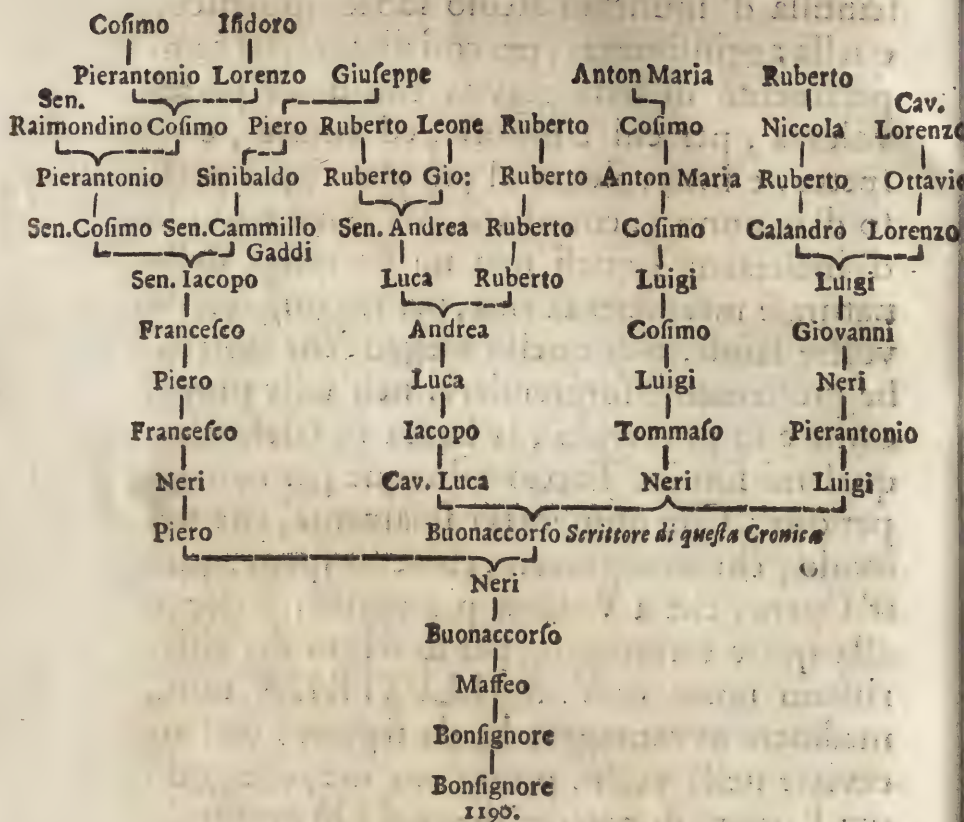 Coſimo Iſidoro
Pierantonio Lorenzo Giuſeppe Anton Maria Ruberto
Sen. Cav.
Raimondino Coſimo Piero Ruberto Leone Ruberto Coſimo Niccola Lorenzo
Pierantonio Sinibaldo Ruberto Gio: Ruberto Anton Maria Ruberto Ottavio
Sen. Coſimo Sen. Cammillo Sen. Andrea Ruberto Coſimo Calandro Lorenzo
Gaddi
Sen. Iacopo Luca Ruberto Luigi Luigi
Franceſco Andrea Coſimo Giovanni
Piero Luca Luigi Neri
Franceſco Iacopo Tommaſo Pierantonio
Neri Cav. Luca Neri Luigi
Piero Buonaccorſo Scrittore di queſta Cronica
Neri
Buonaccorſo
Maffeo
Bonſignore
Bonſignore
1190.